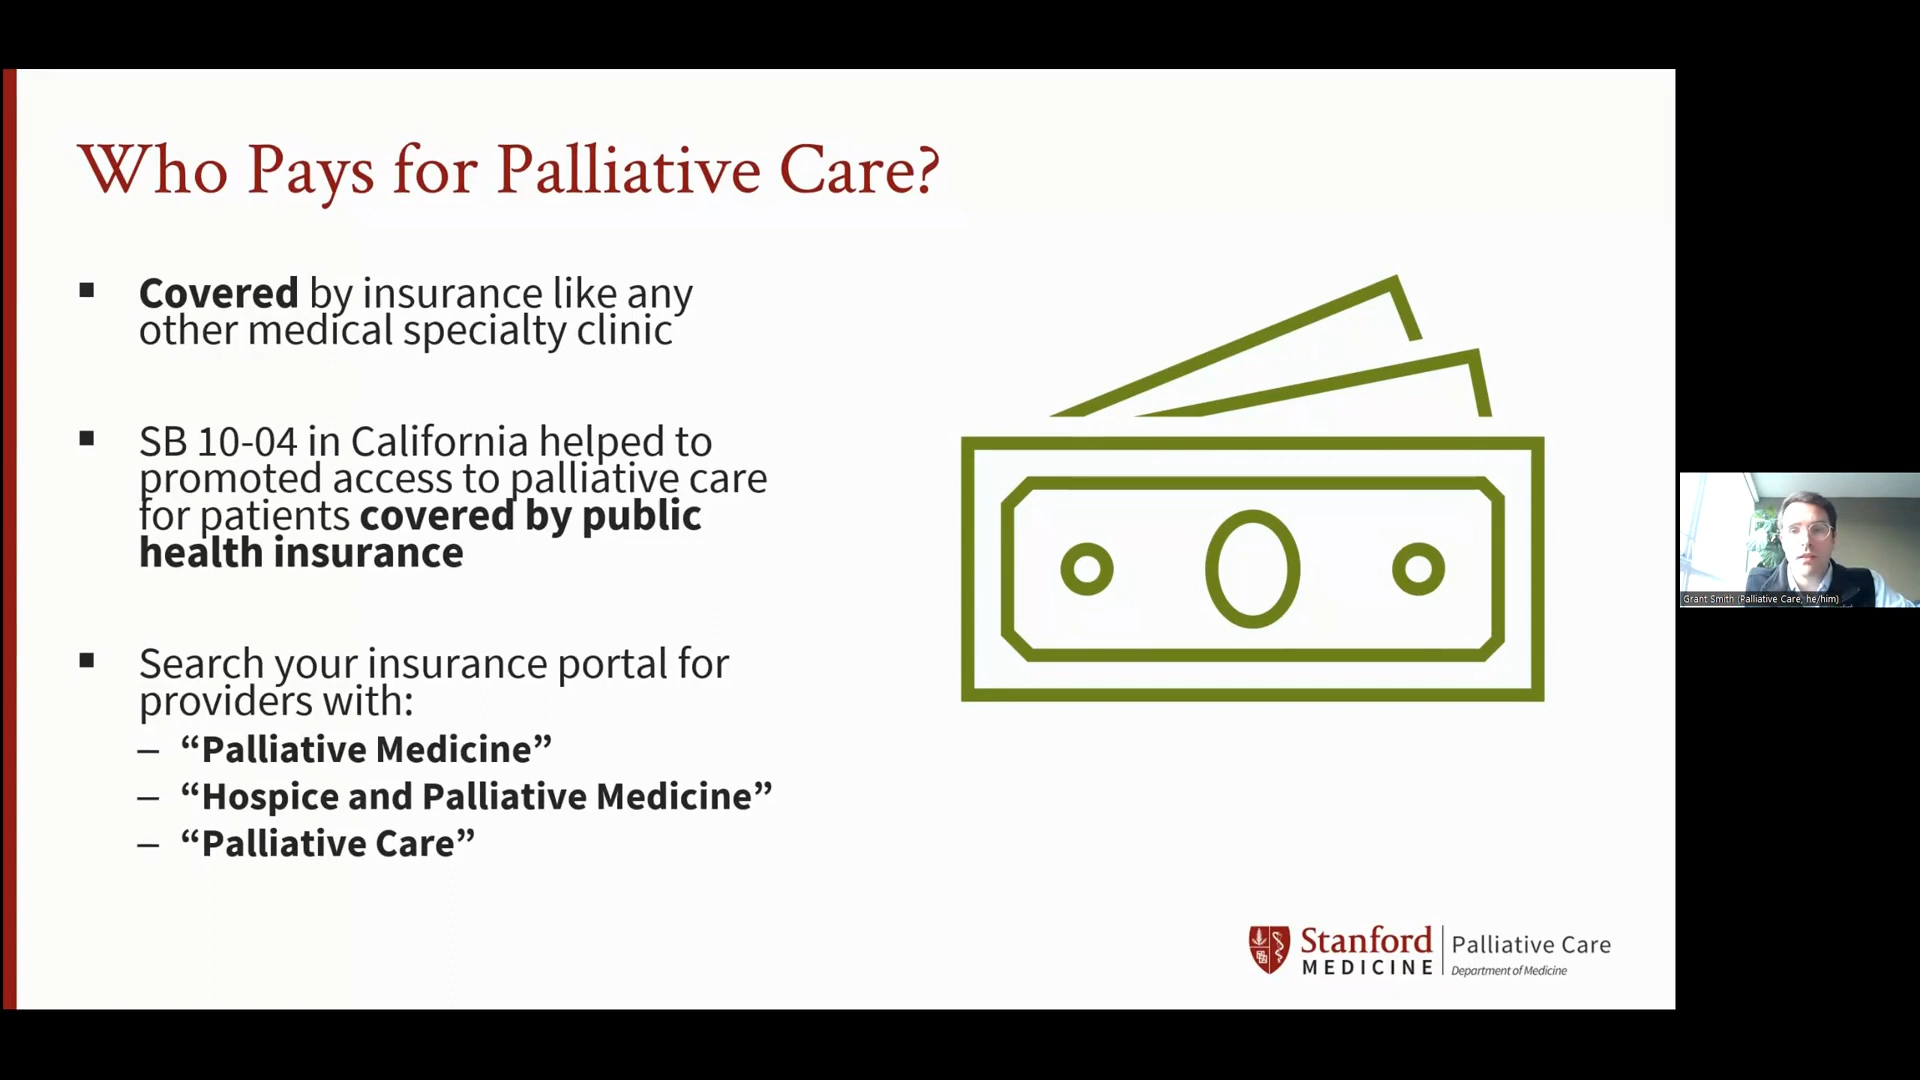 Who Pays for Palliative Care?
▪ Covered by insurance like any
other medical specialty clinic
▪ SB 10-04 in California helped to
promoted access to palliative care
for patients covered by public
health insurance
▪ Search your insurance portal for
providers with:
– “Palliative Medicine”
– “Hospice and Palliative Medicine”
– “Palliative Care”
Stanford
MEDICINE
Palliative Care
Department of Medicine
Grant Smith (Palliative Care, he/him)